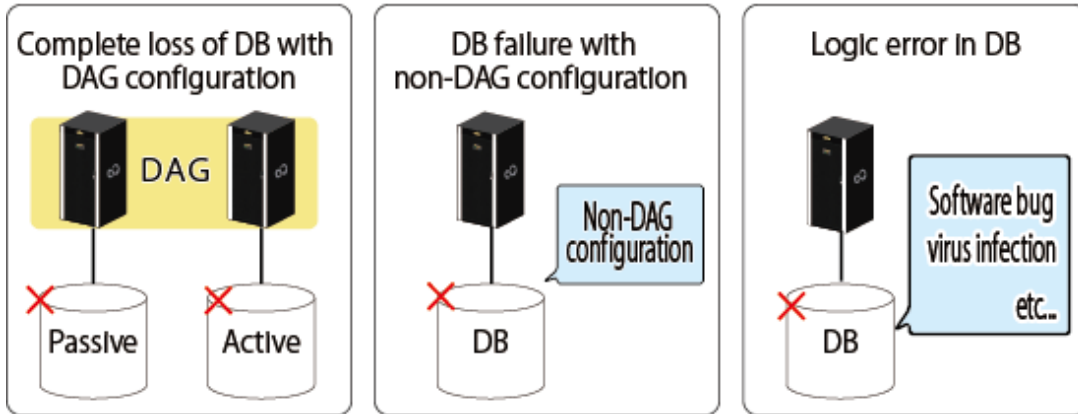 Complete loss of DB with
DAG configuration
DAG
Passive
Active
DB failure with
non-DAG configuration
Non-DAG
configuration
DB
Logic error in DB
Software bug
virus infection
etc...
DB